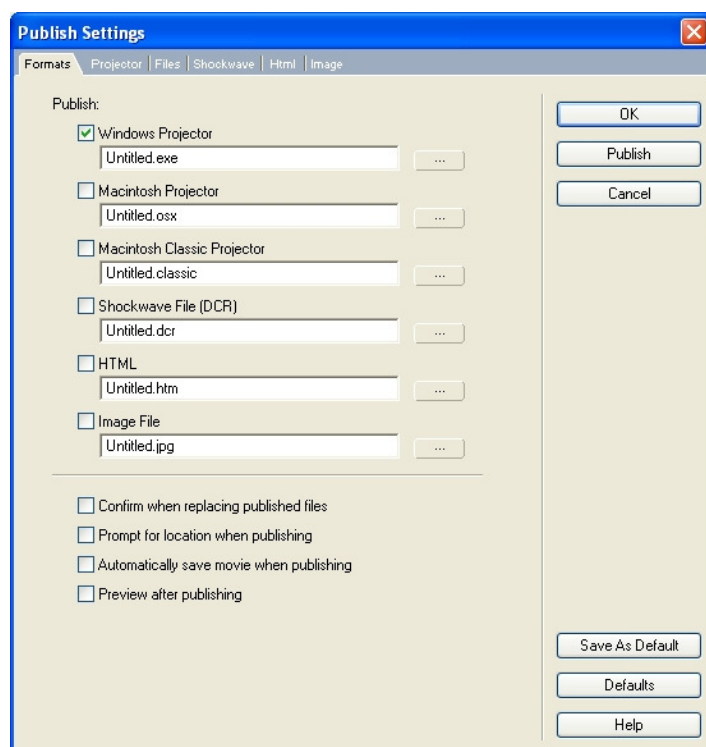 Publish Settings
Formats Projector Files Shockwave Html Image
Publish:
Windows Projector
Untitled.exe
...
Macintosh Projector
Untitled.osx
...
Macintosh Classic Projector
Untitled.classic
...
Shockwave File (DCR)
Untitled.dcr
...
HTML
Untitled.htm
...
Image File
Untitled.jpg
...
Confirm when replacing published files
Prompt for location when publishing
Automatically save movie when publishing
Preview after publishing
OK
Publish
Cancel
Save As Default
Defaults
Help